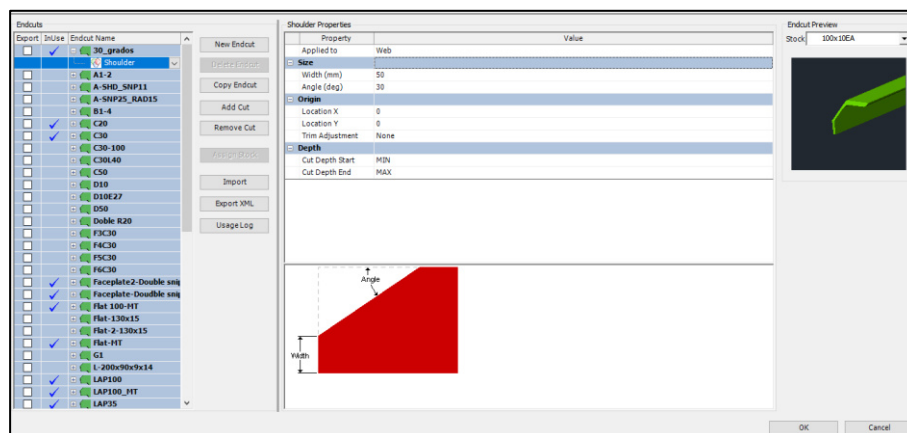 Endcuts
Export InUse Endcut Name
30_grados
Shoulder
A1-2
A-SHD_SNP11
A-SNP25_RAD15
B1-4
C20
C30
C30-100
C30L40
C50
D10
D10E27
D50
Doble R20
F3C30
F4C30
F5C30
F6C30
Faceplate2-Double snip
Faceplate-Doudble snip
Flat 100-MT
Flat-130x15
Flat-2-130x15
Flat-MT
G1
L-200x90x9x14
LAP100
LAP100_MT
LAP35
New Endcut
Delete Endcut
Copy Endcut
Add Cut
Remove Cut
Assign Stock
Import
Export XML
Usage Log
Shoulder Properties
Property Value
Applied to Web
Size
Width (mm) 50
Angle (deg) 30
Origin
Location X 0
Location Y 0
Trim Adjustment None
Depth
Cut Depth Start MIN
Cut Depth End MAX
Angle
Width
Endcut Preview
Stock: 100x10EA
OK Cancel